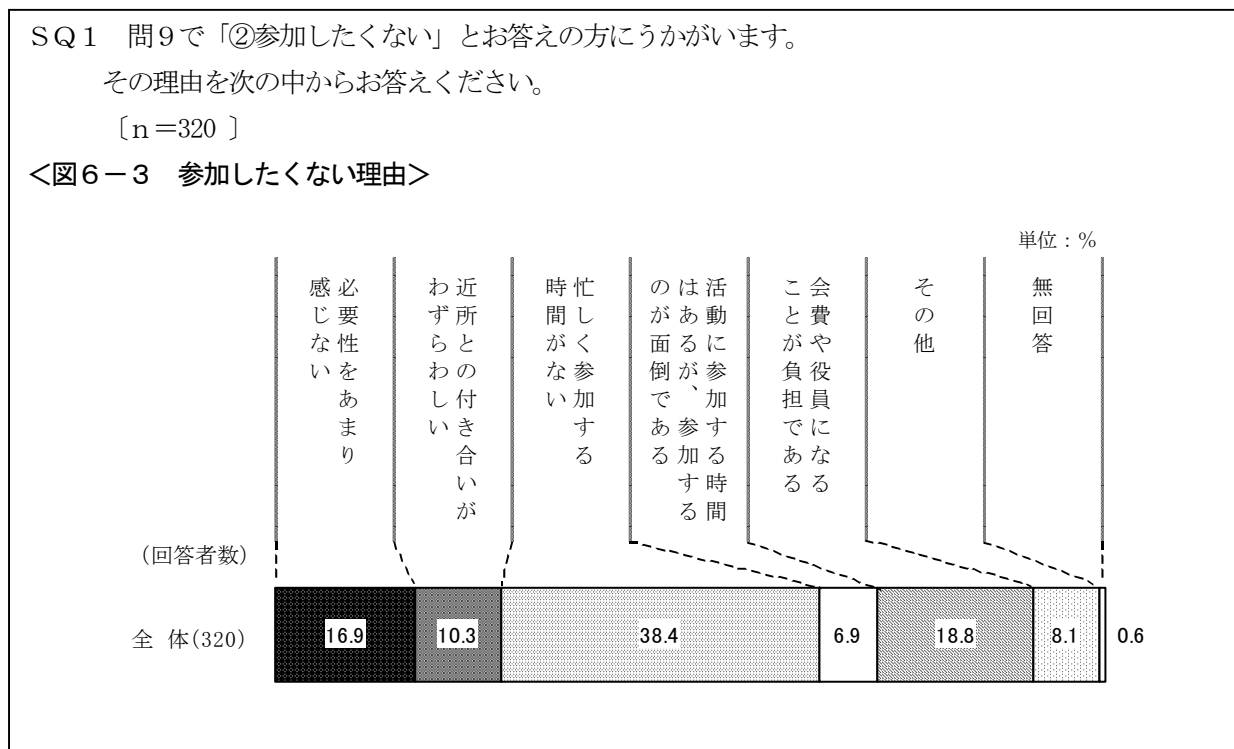 ＳＱ１　問９で「②参加したくない」とお答えの方にうかがいます。
その理由を次の中からお答えください。
〔ｎ＝320 〕
＜図６－３　参加したくない理由＞
単位：％
必要性をあまり
感じない
近所との付き合いが
わずらわしい
忙しく参加する
時間がない
活動に参加する時間
はあるが、参加する
のが面倒である
会費や役員になる
ことが負担である
その他
無回答
(回答者数)
全 体(320)
16.9
10.3
38.4
6.9
18.8
8.1
0.6